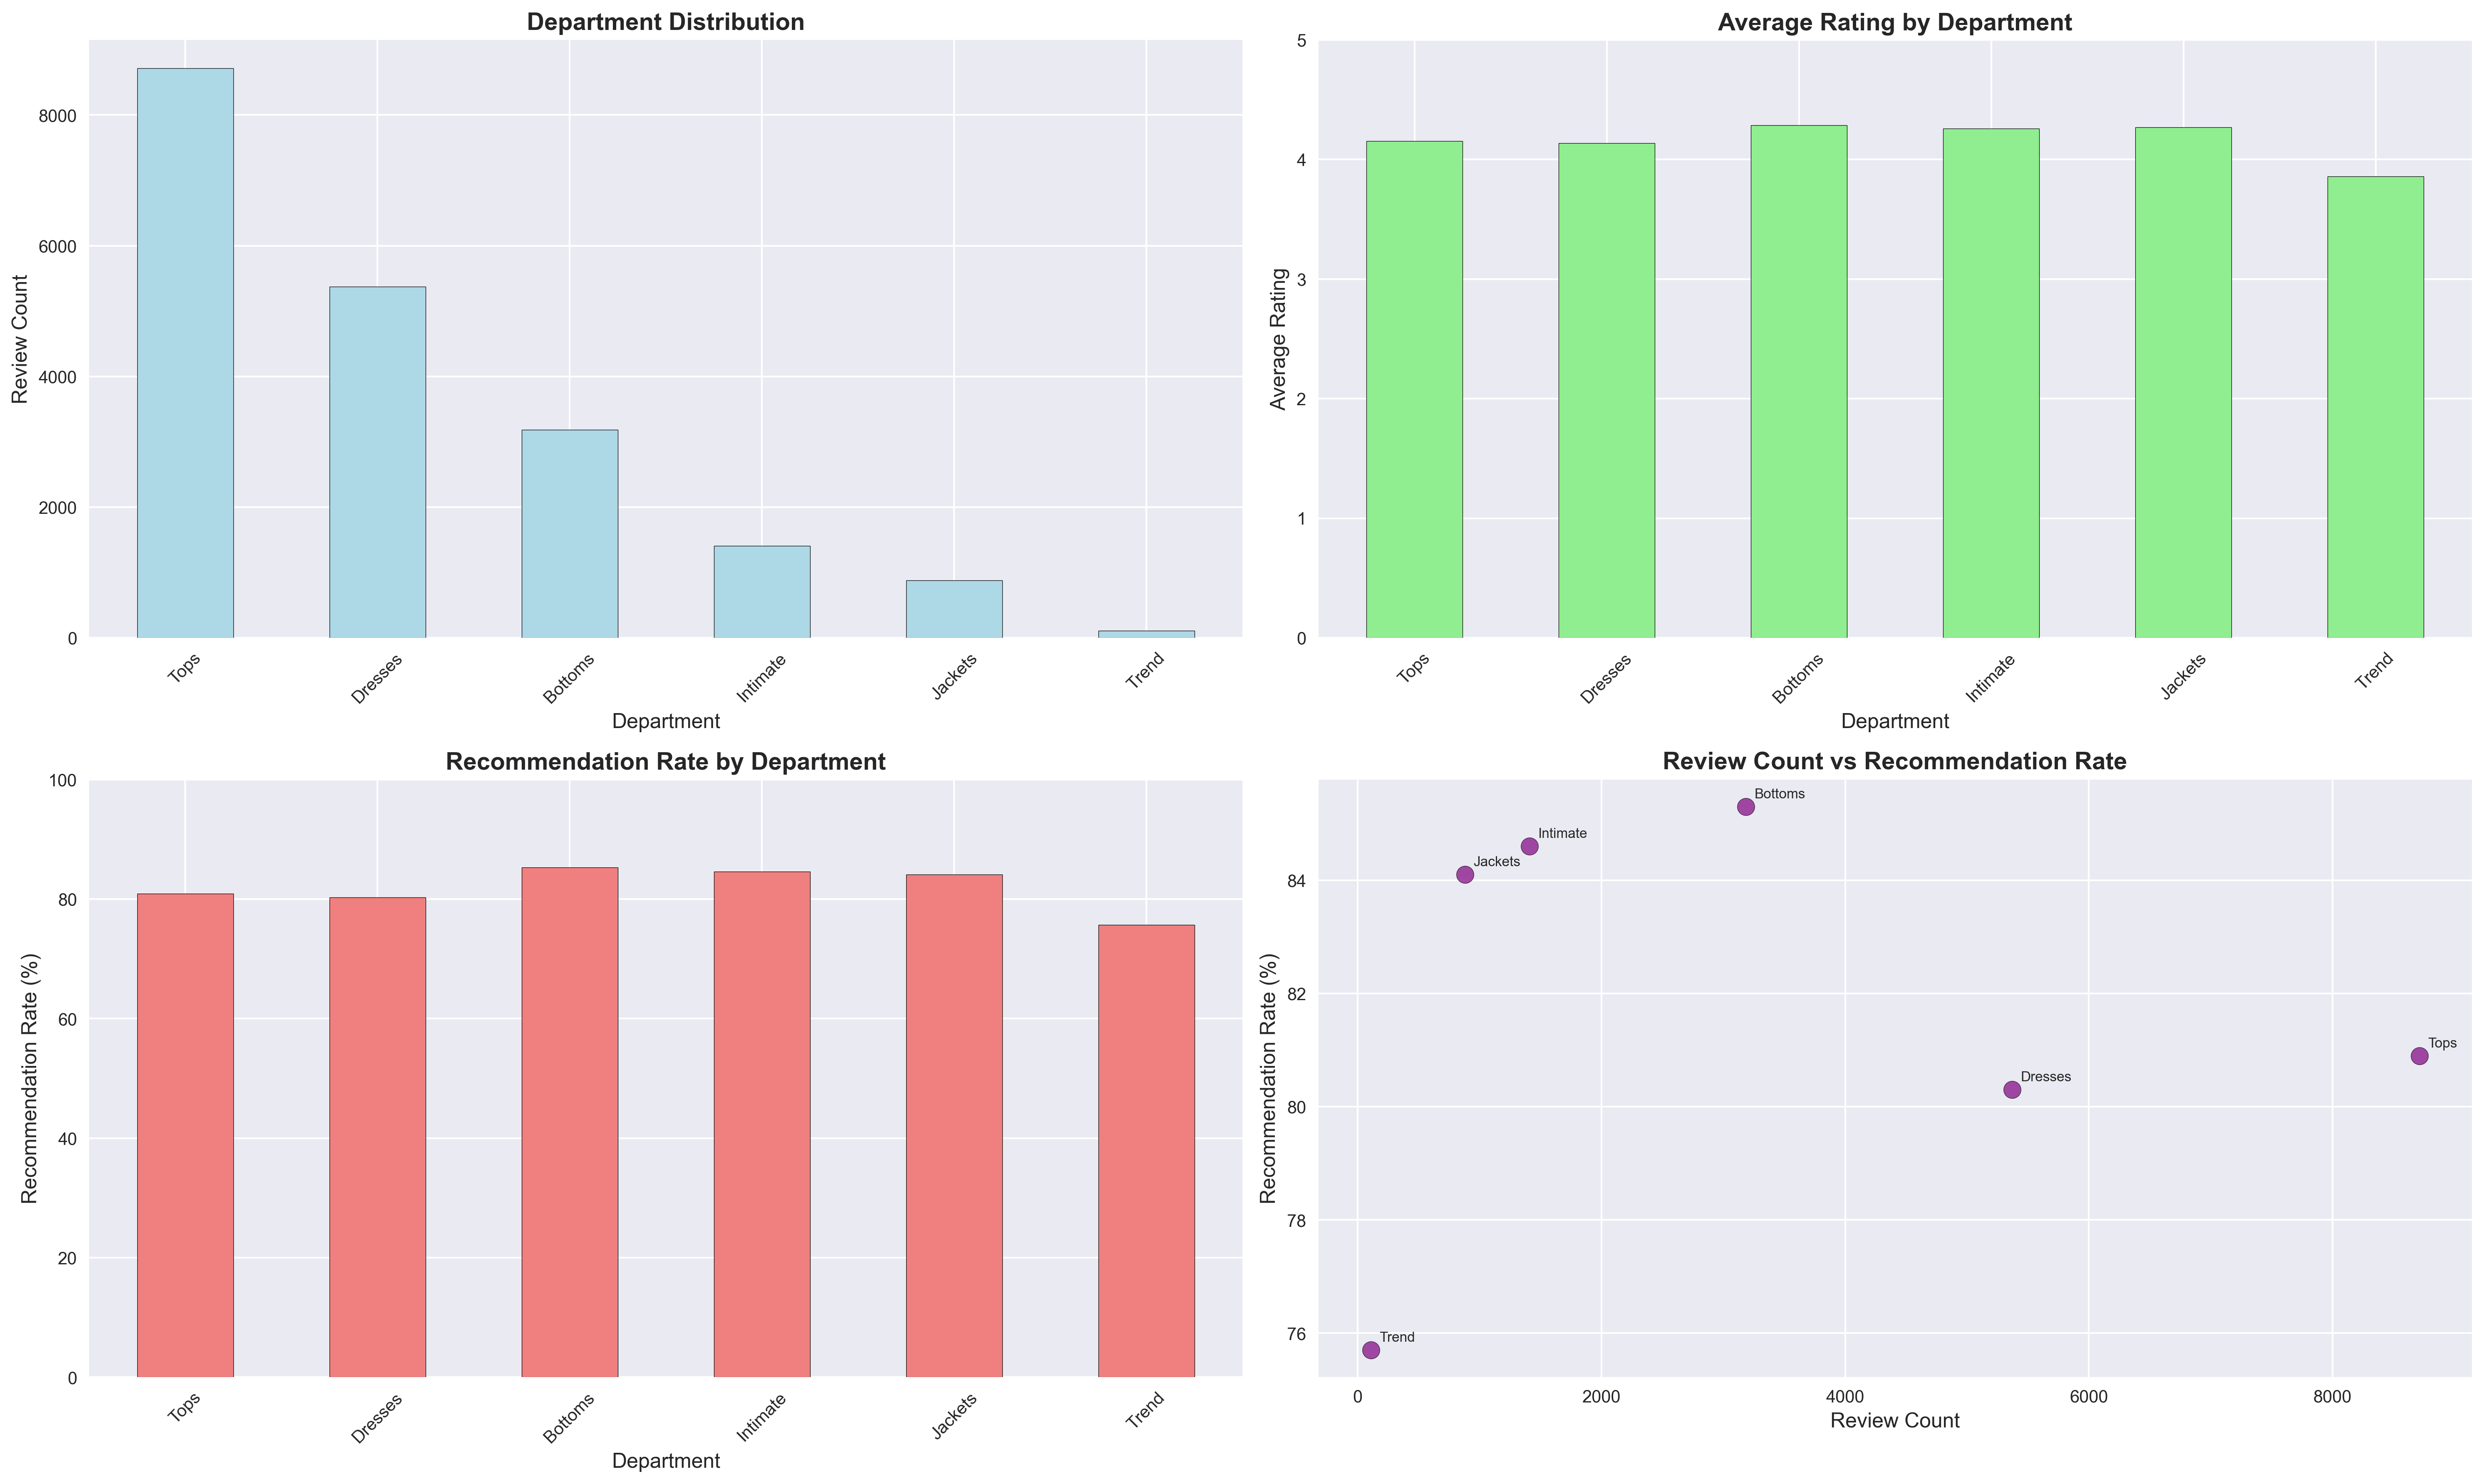 Department Distribution
8000
6000
4000
2000
0
Review Count
Tops
Dresses
Bottoms
Intimate
Jackets
Trend
Department
Average Rating by Department
5
4
3
2
1
0
Average Rating
Tops
Dresses
Bottoms
Intimate
Jackets
Trend
Department
Recommendation Rate by Department
100
80
60
40
20
0
Recommendation Rate (%)
Tops
Dresses
Bottoms
Intimate
Jackets
Trend
Department
Review Count vs Recommendation Rate
84
82
80
78
76
Recommendation Rate (%)
Bottoms
Intimate
Jackets
Tops
Dresses
Trend
0
2000
4000
6000
8000
Review Count